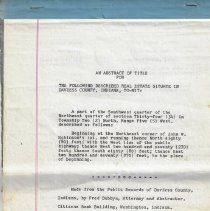 AN ABSTRACT OF TITLE
FOR
THE FOLLOWING DESCRIBED REAL ESTATE SITUATE IN
DAVIESS COUNTY, INDIANA, TO-WIT:
A part of the Southwest quarter of the
Northwest quarter of section Thirty-four (34) in
Township Two (2) North, Range Five (5) West,
described as follows:
Beginning at the Northwest corner of John W.
Robinson's lot, and running thence North eighty
(80) feet with the West line of the public
highway thence West two hundred and seventy (270)
feet; thence South eighty (80) feet; thence East
two hundred and seventy (270) feet, to the place
of beginning.
Made from the Public Records of Daviess County,
Indiana, by Fred Dobbyn, Attorney and Abstractor,
Citizens Bank Building, Washington, Indiana,